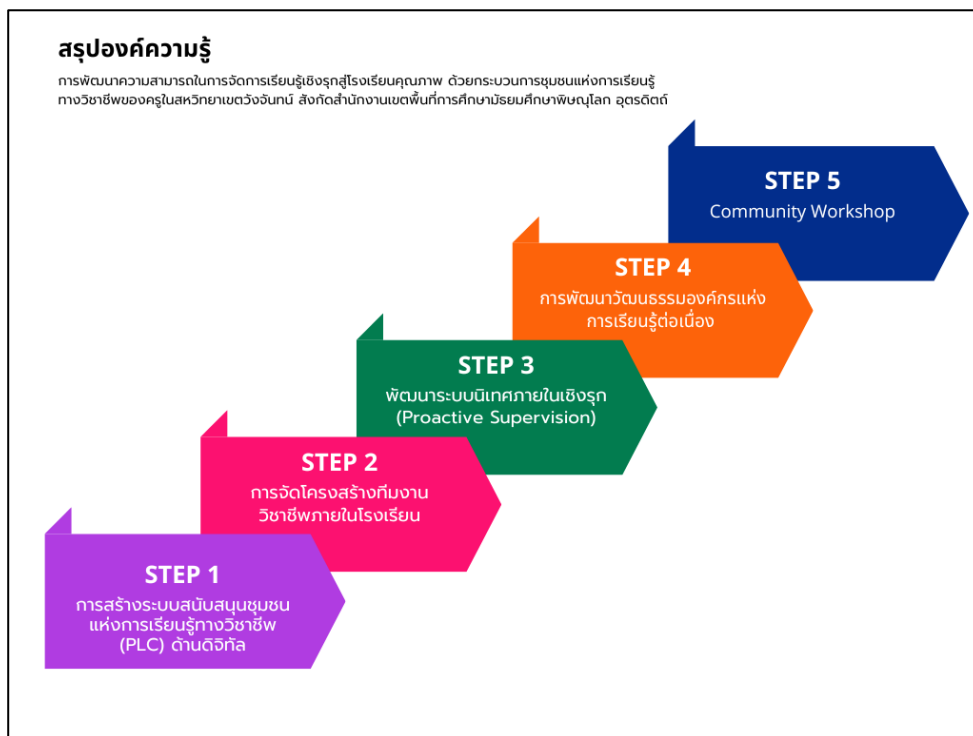 สรุปองค์ความรู้
การพัฒนาความสามารถในการจัดการเรียนรู้เชิงรุกสู่โรงเรียนคุณภาพ ด้วยกระบวนการชุมชนแห่งการเรียนรู้
ทางวิชาชีพของครูในสหวิทยาเขตวังจันทน์ สังกัดสำนักงานเขตพื้นที่การศึกษามัธยมศึกษาพิษณุโลก อุตรดิตถ์
STEP 1
การสร้างระบบสนับสนุนชุมชน
แห่งการเรียนรู้ทางวิชาชีพ
(PLC) ด้านดิจิทัล
STEP 2
การจัดโครงสร้างทีมงาน
วิชาชีพภายในโรงเรียน
STEP 3
พัฒนาระบบนิเทศภายในเชิงรุก
(Proactive Supervision)
STEP 4
การพัฒนาวัฒนธรรมองค์กรแห่ง
การเรียนรู้ต่อเนื่อง
STEP 5
Community Workshop